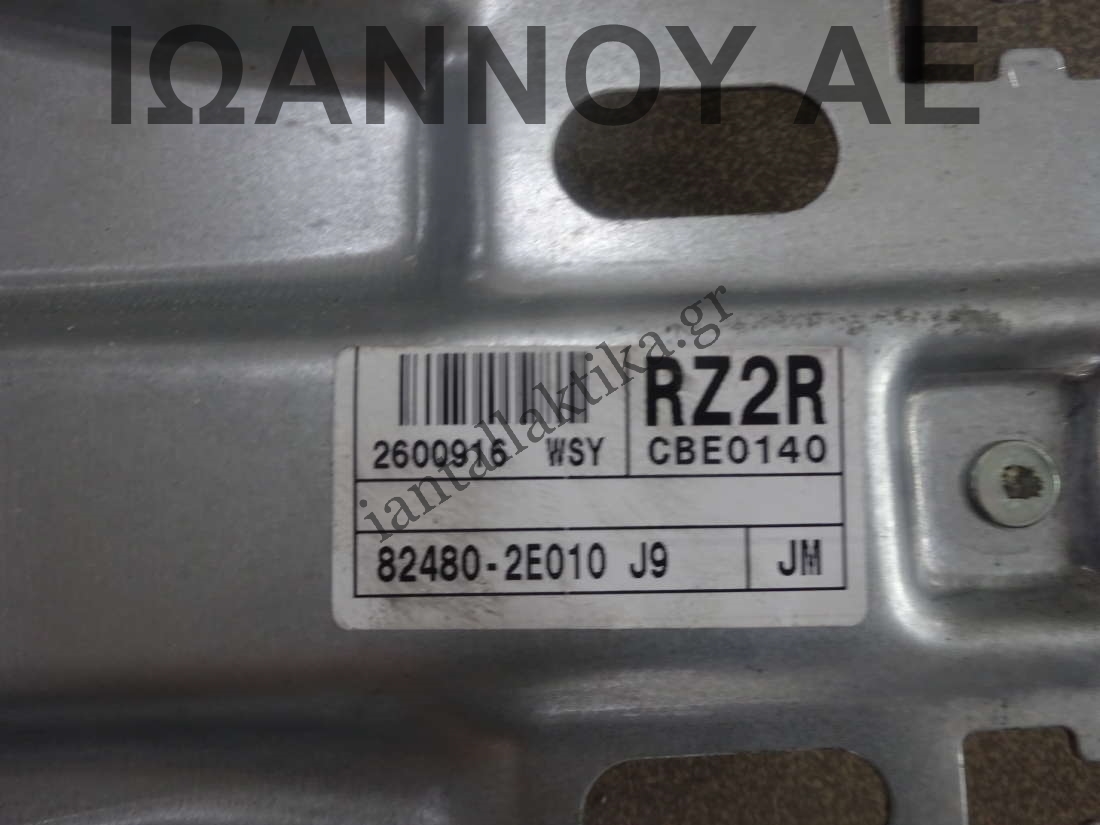 ΙΩΑΝΝΟΥ ΑΕ
iantallaktika.gr
2600916 WSY
RZ2R
CBE0140
82480-2E010 J9
JM